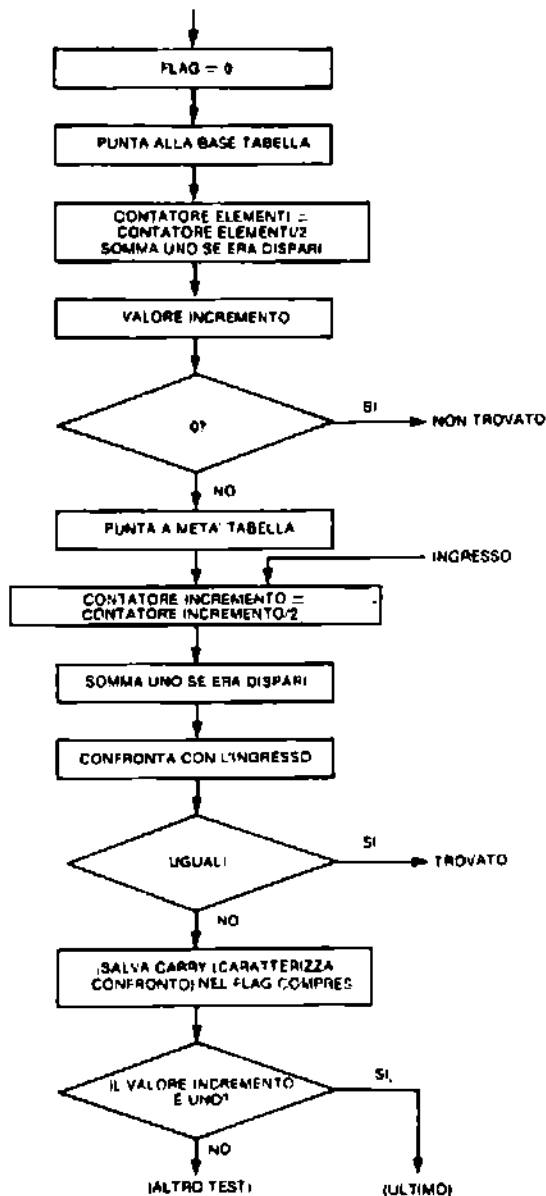 FLAG = 0
PUNTA ALLA BASE TABELLA
CONTATORE ELEMENTI =
CONTATORE ELEMENTI/2
SOMMA UNO SE ERA DISPARI
VALORE INCREMENTO
0?
SI
NON TROVATO
NO
PUNTA A META' TABELLA
INGRESSO
CONTATORE INCREMENTO =
CONTATORE INCREMENTO/2
SOMMA UNO SE ERA DISPARI
CONFRONTA CON L'INGRESSO
UGUALI
SI
TROVATO
NO
(SALVA CARRY (CARATTERIZZA
CONFRONTO) NEL FLAG COMPRES
IL VALORE INCREMENTO
È UNO?
SI
NO
(ALTRO TEST)
(ULTIMO)